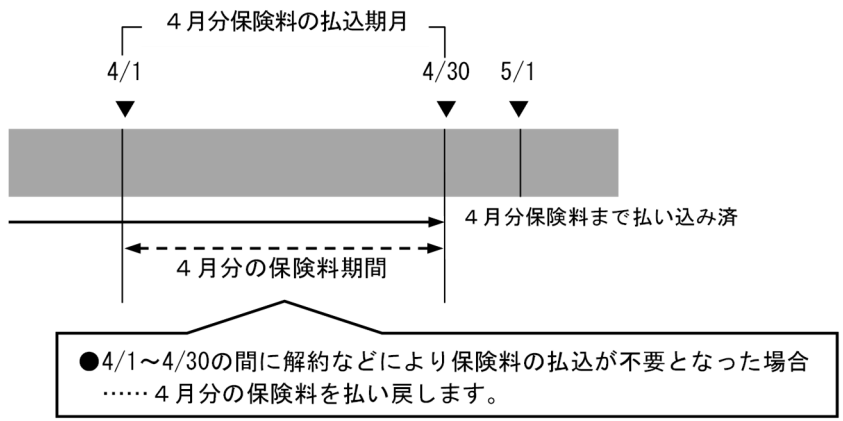 ４月分保険料の払込期月
4/1
4/30
5/1
４月分保険料まで払い込み済
４月分の保険料期間
●4/1～4/30の間に解約などにより保険料の払込が不要となった場合
……４月分の保険料を払い戻します。